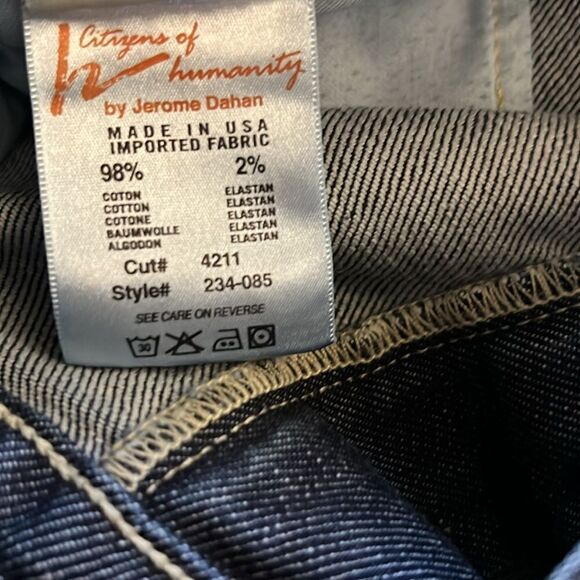 Citizens of
humanity
by Jerome Dahan
MADE IN USA
IMPORTED FABRIC
98% 2%
COTON ELASTAN
COTTON ELASTAN
COTONE ELASTAN
BAUMWOLLE ELASTAN
ALGODON ELASTAN
Cut# 4211
Style# 234-085
SEE CARE ON REVERSE
30